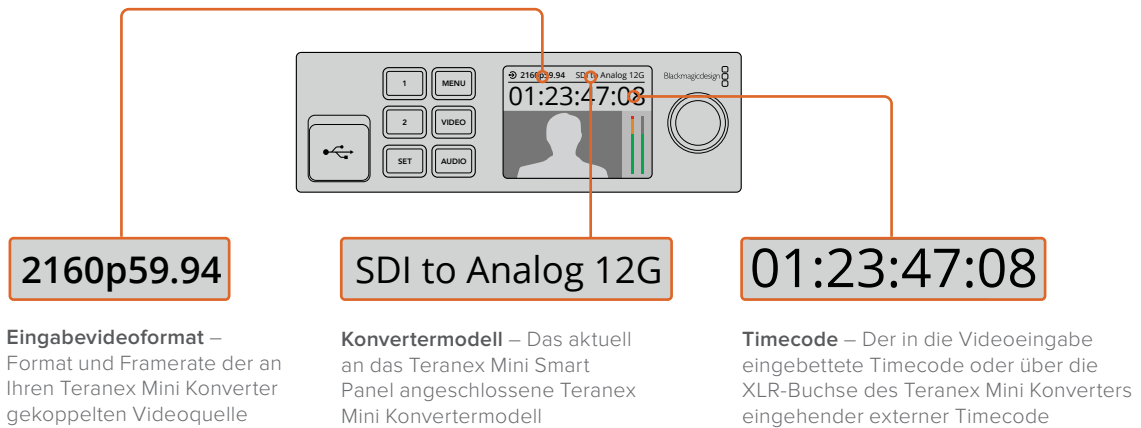 1
MENU
2
VIDEO
SET
AUDIO
2160p59.94 SDI to Analog 12G
01:23:47:08
Blackmagicdesign
2160p59.94
SDI to Analog 12G
01:23:47:08
Eingabevideoformat –
Format und Framerate der an
Ihren Teranex Mini Konverter
gekoppelten Videoquelle
Konvertermodell – Das aktuell
an das Teranex Mini Smart
Panel angeschlossene Teranex
Mini Konvertermodell
Timecode – Der in die Videoeingabe
eingebettete Timecode oder über die
XLR-Buchse des Teranex Mini Konverters
eingehender externer Timecode